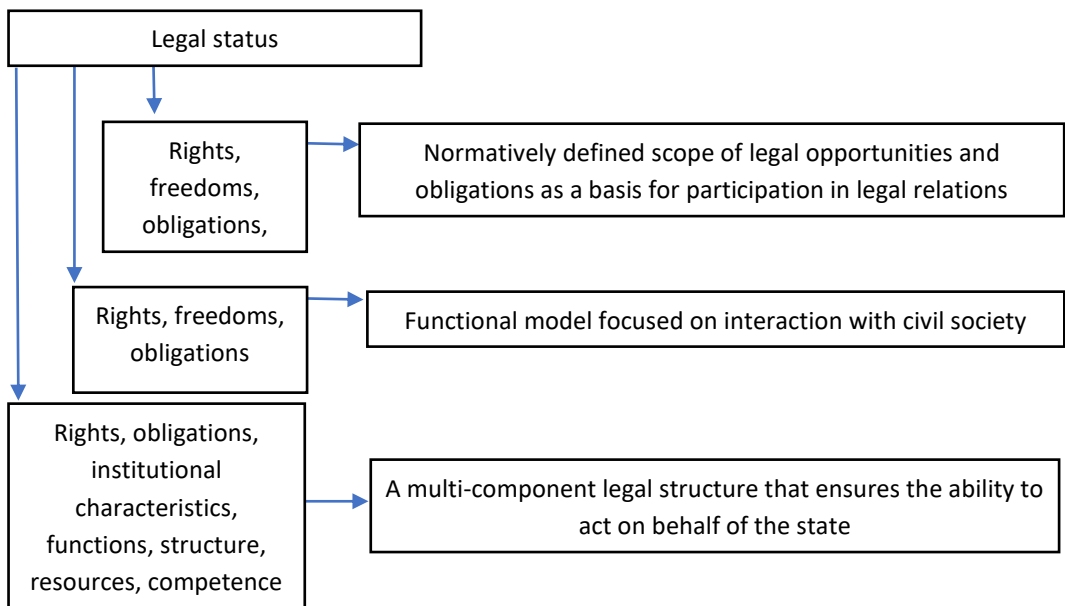 Legal status
Rights,
freedoms,
obligations,
Normatively defined scope of legal opportunities and
obligations as a basis for participation in legal relations
Rights, freedoms,
obligations
Functional model focused on interaction with civil society
Rights, obligations,
institutional
characteristics,
functions, structure,
resources, competence
A multi-component legal structure that ensures the ability to
act on behalf of the state